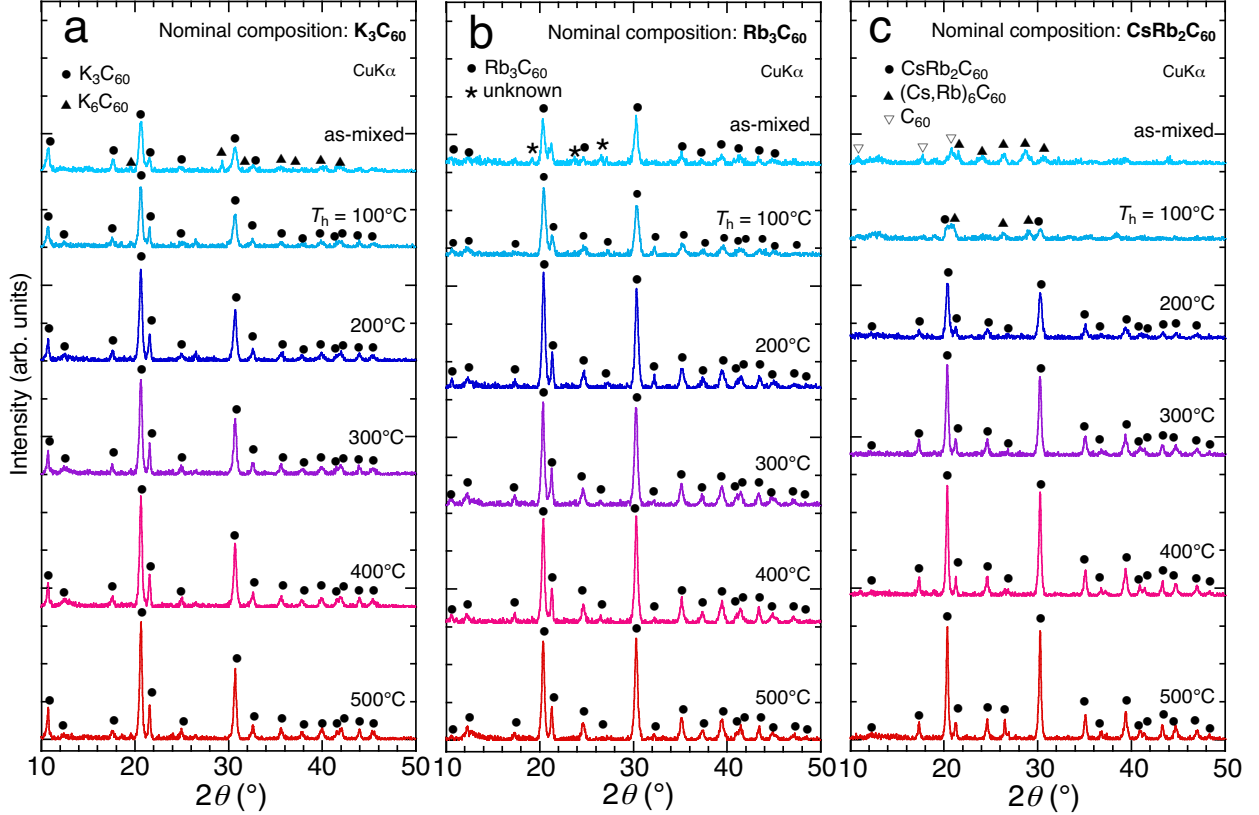 a
Nominal composition: K₃C₆₀
CuKα
● K₃C₆₀
▲ K₆C₆₀
as-mixed
Tₕ = 100°C
200°C
300°C
400°C
500°C
Intensity (arb. units)
10 20 30 40 50
2θ (°)
b
Nominal composition: Rb₃C₆₀
CuKα
● Rb₃C₆₀
* unknown
as-mixed
Tₕ = 100°C
200°C
300°C
400°C
500°C
10 20 30 40 50
2θ (°)
c
Nominal composition: CsRb₂C₆₀
CuKα
● CsRb₂C₆₀
▲ (Cs,Rb)₆C₆₀
▽ C₆₀
as-mixed
Tₕ = 100°C
200°C
300°C
400°C
500°C
10 20 30 40 50
2θ (°)